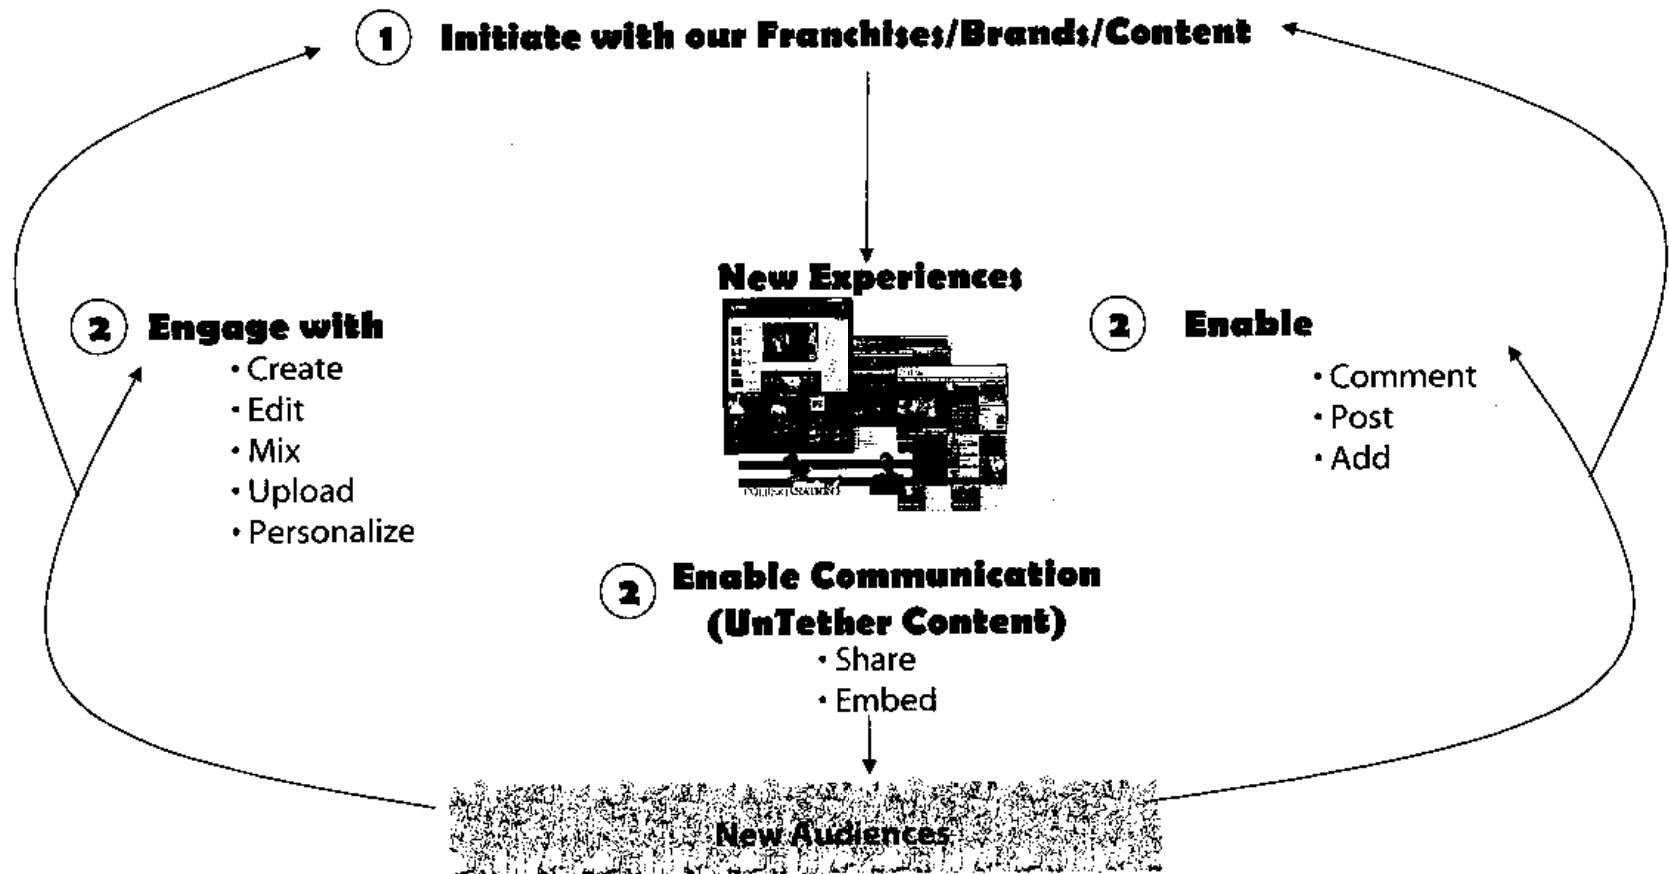 1 Initiate with our Franchises/Brands/Content
New Experiences
2 Engage with
• Create
• Edit
• Mix
• Upload
• Personalize
2 Enable
• Comment
• Post
• Add
2 Enable Communication
(UnTether Content)
• Share
• Embed
New Audiences